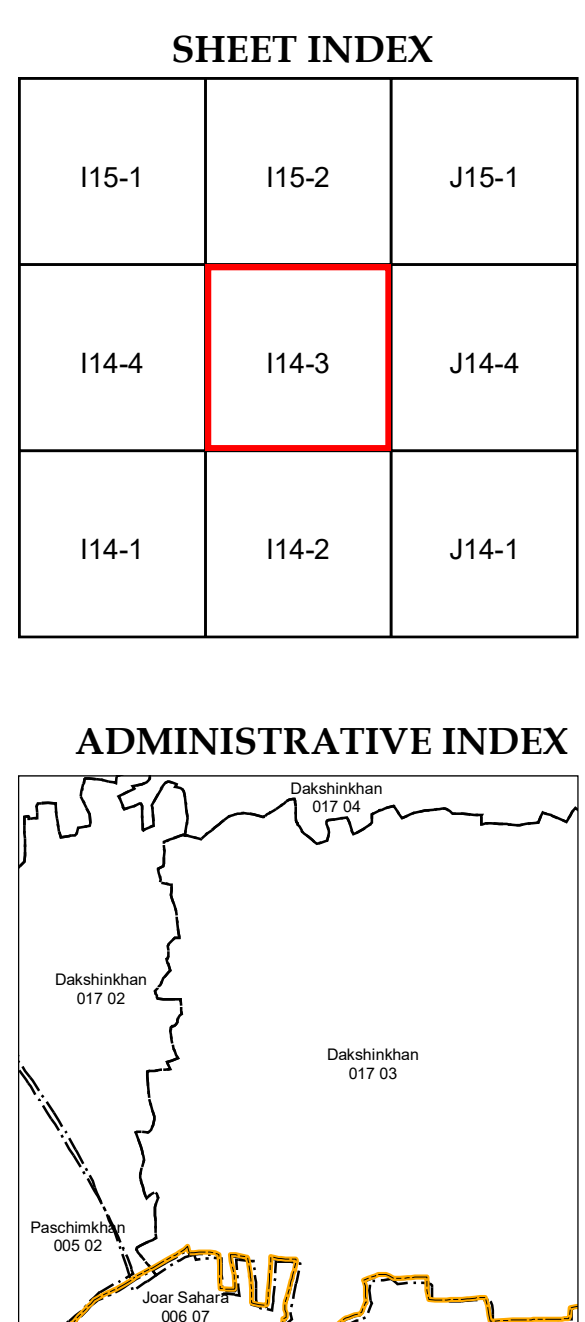 SHEET INDEX
I15-1 I15-2 J15-1
I14-4 I14-3 J14-4
I14-1 I14-2 J14-1
ADMINISTRATIVE INDEX
Dakshinkhan
017 04
Dakshinkhan
017 02
Dakshinkhan
017 03
Paschimkhan
005 02
Joar Sahara
006 07